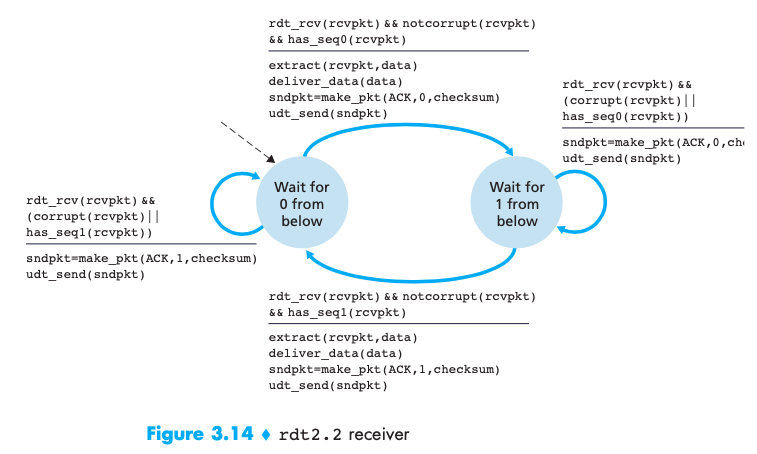 rdt_rcv(rcvpkt) && notcorrupt(rcvpkt)
&& has_seq0(rcvpkt)
extract(rcvpkt,data)
deliver_data(data)
sndpkt=make_pkt(ACK,0,checksum)
udt_send(sndpkt)
rdt_rcv(rcvpkt) &&
(corrupt(rcvpkt)||
has_seq0(rcvpkt))
sndpkt=make_pkt(ACK,0,che
udt_send(sndpkt)
Wait for
0 from
below
Wait for
1 from
below
rdt_rcv(rcvpkt) &&
(corrupt(rcvpkt)||
has_seq1(rcvpkt))
sndpkt=make_pkt(ACK,1,checksum)
udt_send(sndpkt)
rdt_rcv(rcvpkt) && notcorrupt(rcvpkt)
&& has_seq1(rcvpkt)
extract(rcvpkt,data)
deliver_data(data)
sndpkt=make_pkt(ACK,1,checksum)
udt_send(sndpkt)
Figure 3.14 ♦ rdt2.2 receiver